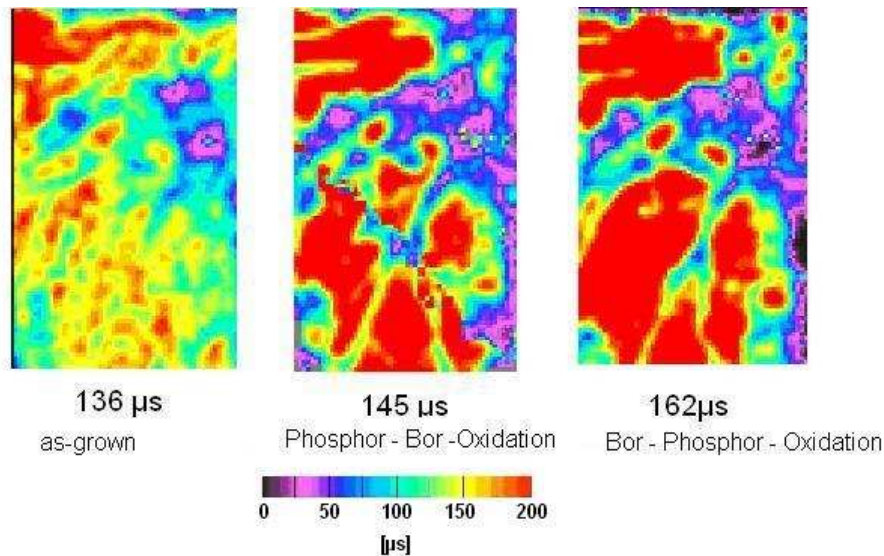 136 µs
145 µs
162µs
as-grown
Phosphor - Bor -Oxidation
Bor - Phosphor - Oxidation
0 50 100 150 200
[µs]